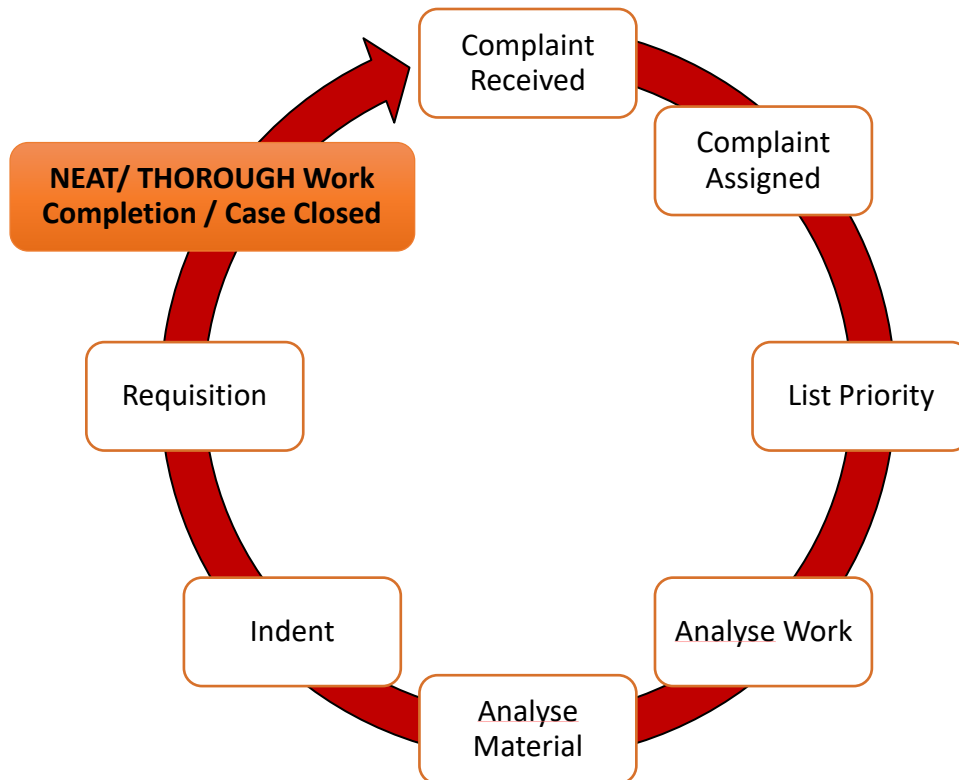 Complaint
Received
Complaint
Assigned
List Priority
Analyse Work
Analyse
Material
Indent
Requisition
NEAT/ THOROUGH Work
Completion / Case Closed